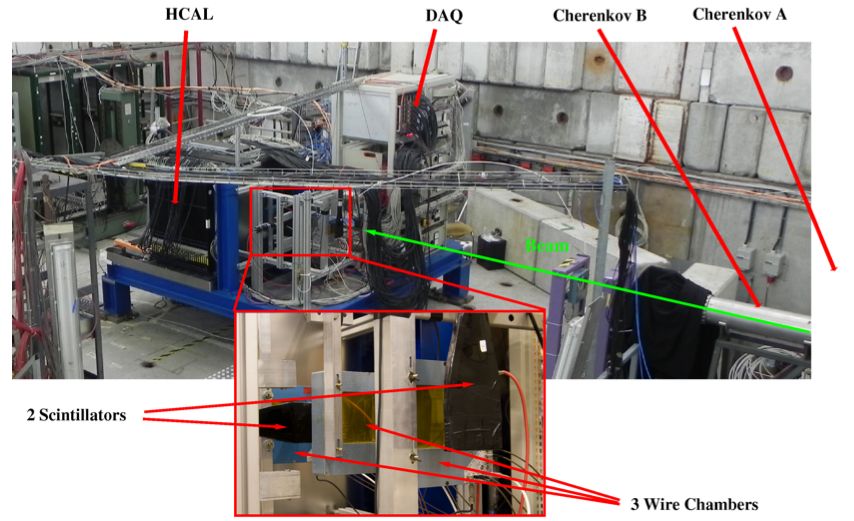 HCAL
DAQ
Cherenkov B
Cherenkov A
Beam
2 Scintillators
3 Wire Chambers